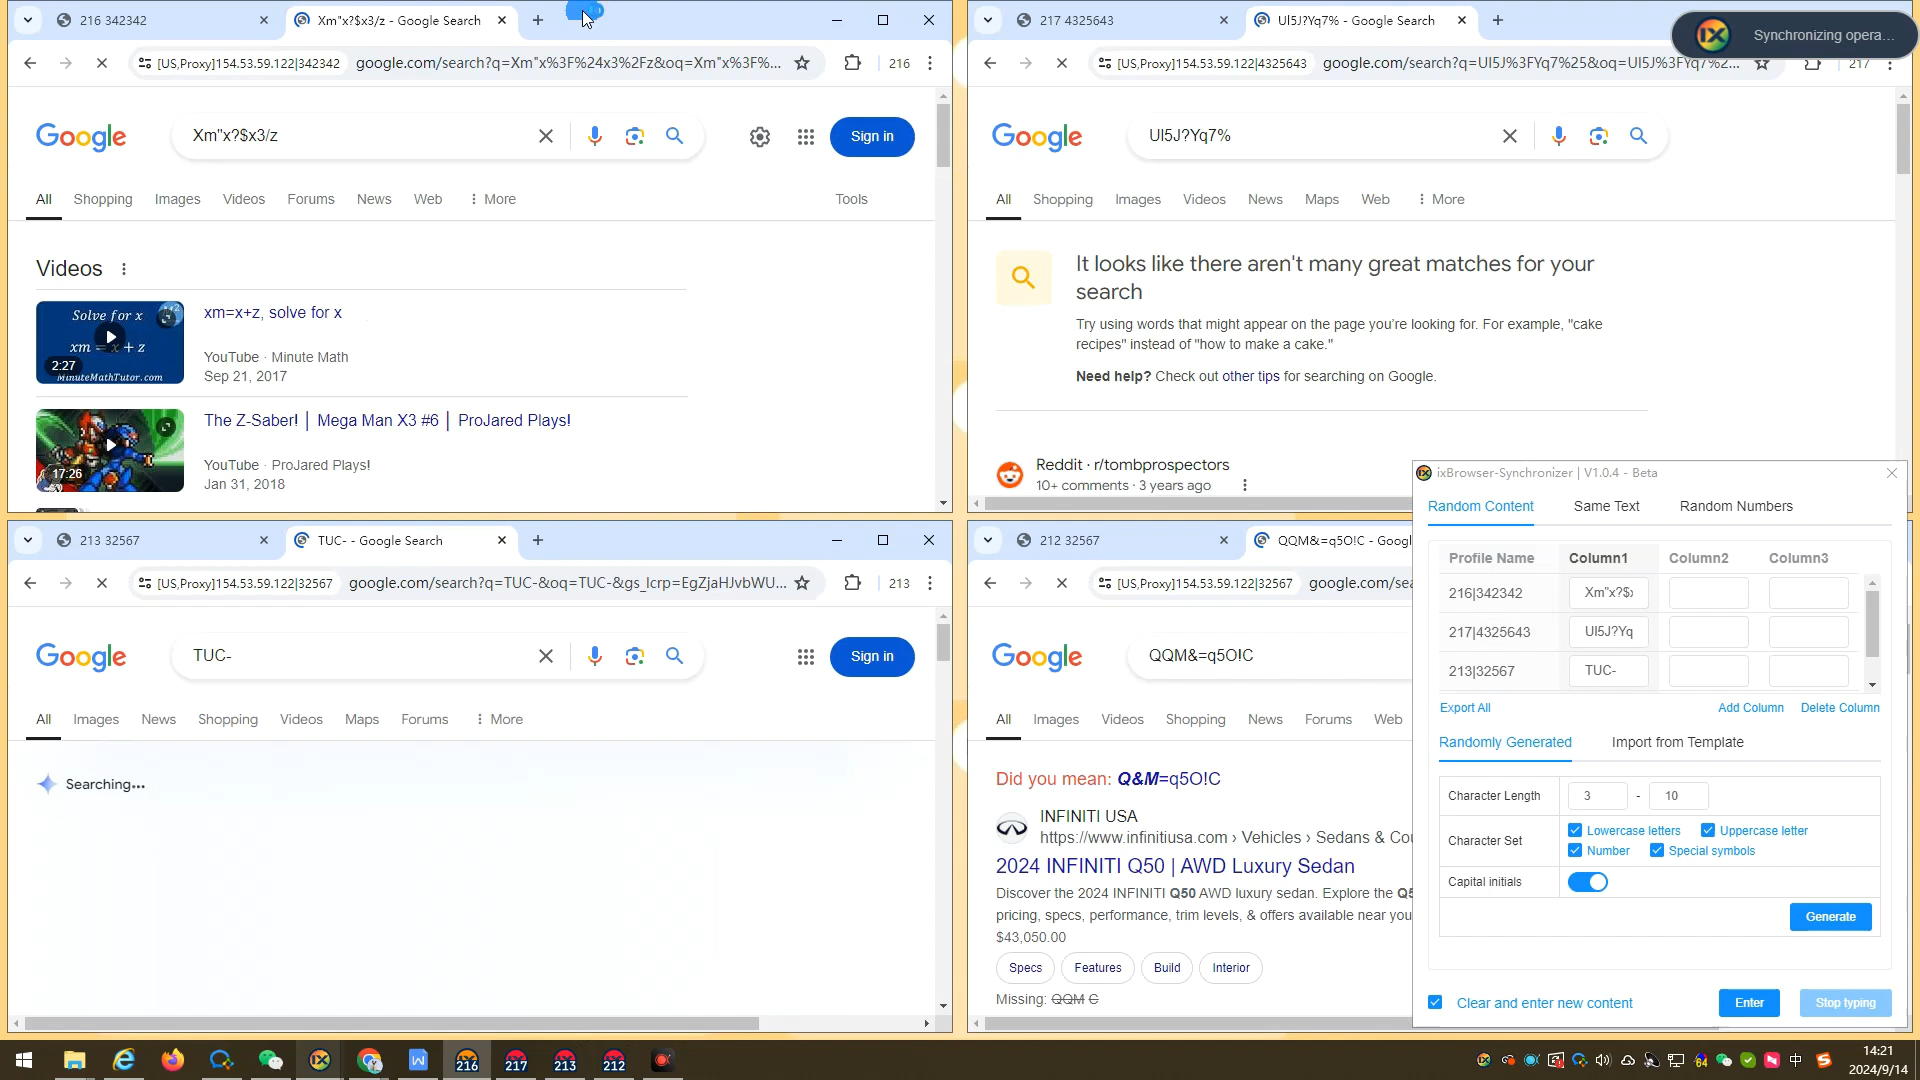 216 342342
Xm"x?$x3/z - Google Search
[US,Proxy]154.53.59.122|342342
google.com/search?q=Xm"x%3F%24x3%2Fz&oq=Xm"x%3F%...
216
Google
Xm"x?$x3/z
Sign in
All
Shopping
Images
Videos
Forums
News
Web
More
Tools
Videos
Solve for x
xm = x + z
2:27
MinuteMathTutor.com
xm=x+z, solve for x
YouTube · Minute Math
Sep 21, 2017
17:26
The Z-Saber! │ Mega Man X3 #6 │ ProJared Plays!
YouTube · ProJared Plays!
Jan 31, 2018
217 4325643
Ul5J?Yq7% - Google Search
Synchronizing opera...
[US,Proxy]154.53.59.122|4325643
google.com/search?q=Ul5J%3FYq7%25&oq=Ul5J%3FYq7%2...
217
Google
Ul5J?Yq7%
All
Shopping
Images
Videos
News
Maps
Web
More
It looks like there aren't many great matches for your
search
Try using words that might appear on the page you're looking for. For example, "cake
recipes" instead of "how to make a cake."
Need help? Check out other tips for searching on Google.
Reddit · r/tombprospectors
10+ comments · 3 years ago
213 32567
TUC- - Google Search
[US,Proxy]154.53.59.122|32567
google.com/search?q=TUC-&oq=TUC-&gs_lcrp=EgZjaHJvbWU...
213
Google
TUC-
Sign in
All
Images
News
Shopping
Videos
Maps
Forums
More
Searching...
212 32567
QQM&=q5O!C - Googl
[US,Proxy]154.53.59.122|32567
google.com/sea
Google
QQM&=q5O!C
All
Images
Videos
Shopping
News
Forums
Web
Did you mean: Q&M=q5O!C
INFINITI USA
https://www.infinitiusa.com › Vehicles › Sedans & Cou
2024 INFINITI Q50 | AWD Luxury Sedan
Discover the 2024 INFINITI Q50 AWD luxury sedan. Explore the Q5
pricing, specs, performance, trim levels, & offers available near you
$43,050.00
Specs
Features
Build
Interior
Missing: QQM C
ixBrowser-Synchronizer | V1.0.4 - Beta
Random Content
Same Text
Random Numbers
Profile Name
Column1
Column2
Column3
216|342342
Xm"x?$x
217|4325643
Ul5J?Yq
213|32567
TUC-
Export All
Add Column
Delete Column
Randomly Generated
Import from Template
Character Length
3
-
10
Character Set
Lowercase letters
Uppercase letter
Number
Special symbols
Capital initials
Generate
Clear and enter new content
Enter
Stop typing
216
217
213
212
64
中
14:21
2024/9/14